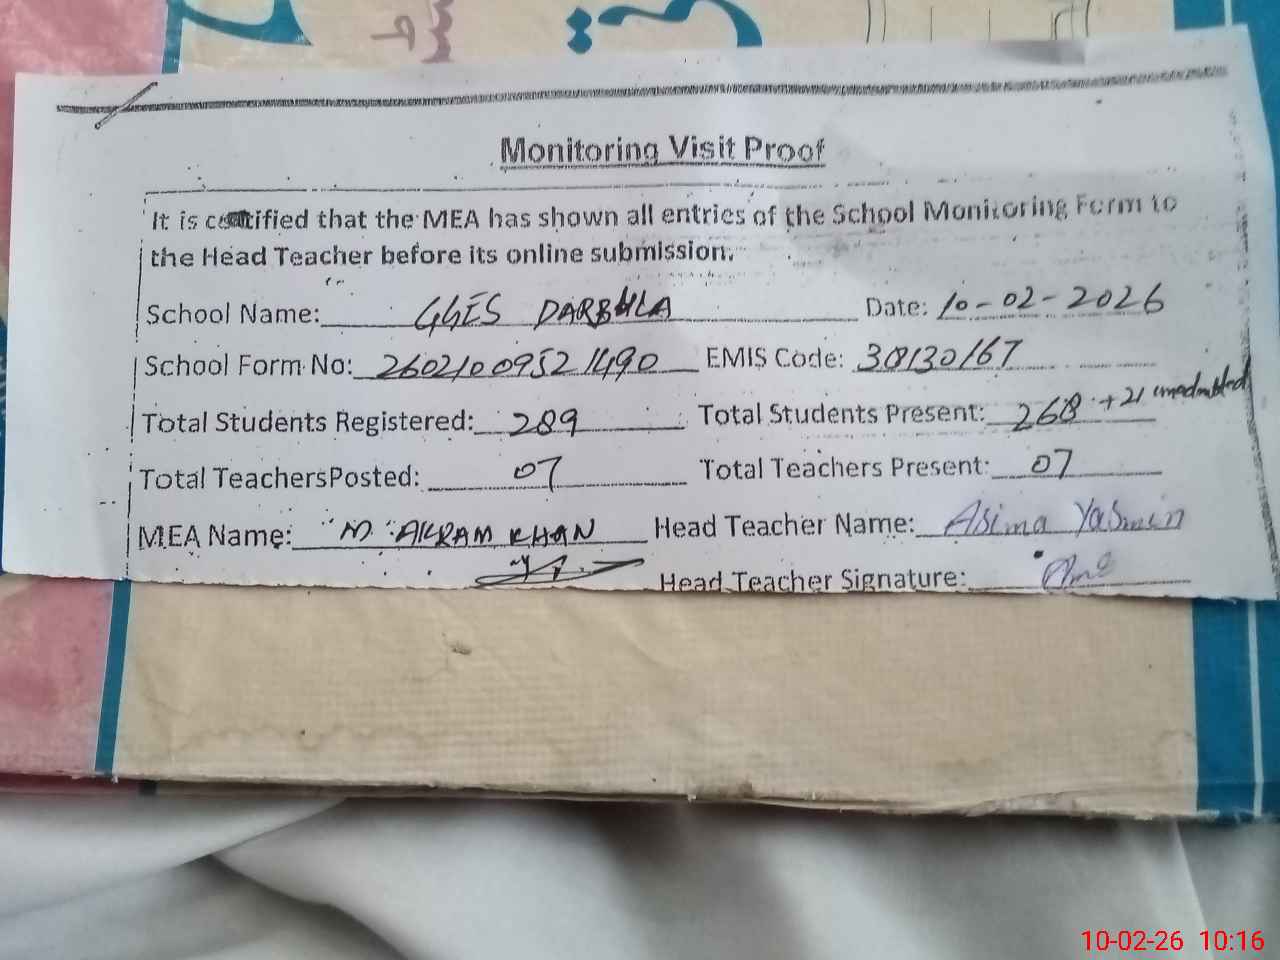 Monitoring Visit Proof
It is certified that the MEA has shown all entries of the School Monitoring Form to
the Head Teacher before its online submission.
School Name: GGES DARBULA Date: 10-02-2026
School Form No: 26021009521490 EMIS Code: 38130167
Total Students Registered: 289 Total Students Present: 268 + 21 unadmitted
Total TeachersPosted: 07 Total Teachers Present: 07
MEA Name: M. AKRAM KHAN Head Teacher Name: Asima Yasmin
Head Teacher Signature:
10-02-26 10:16